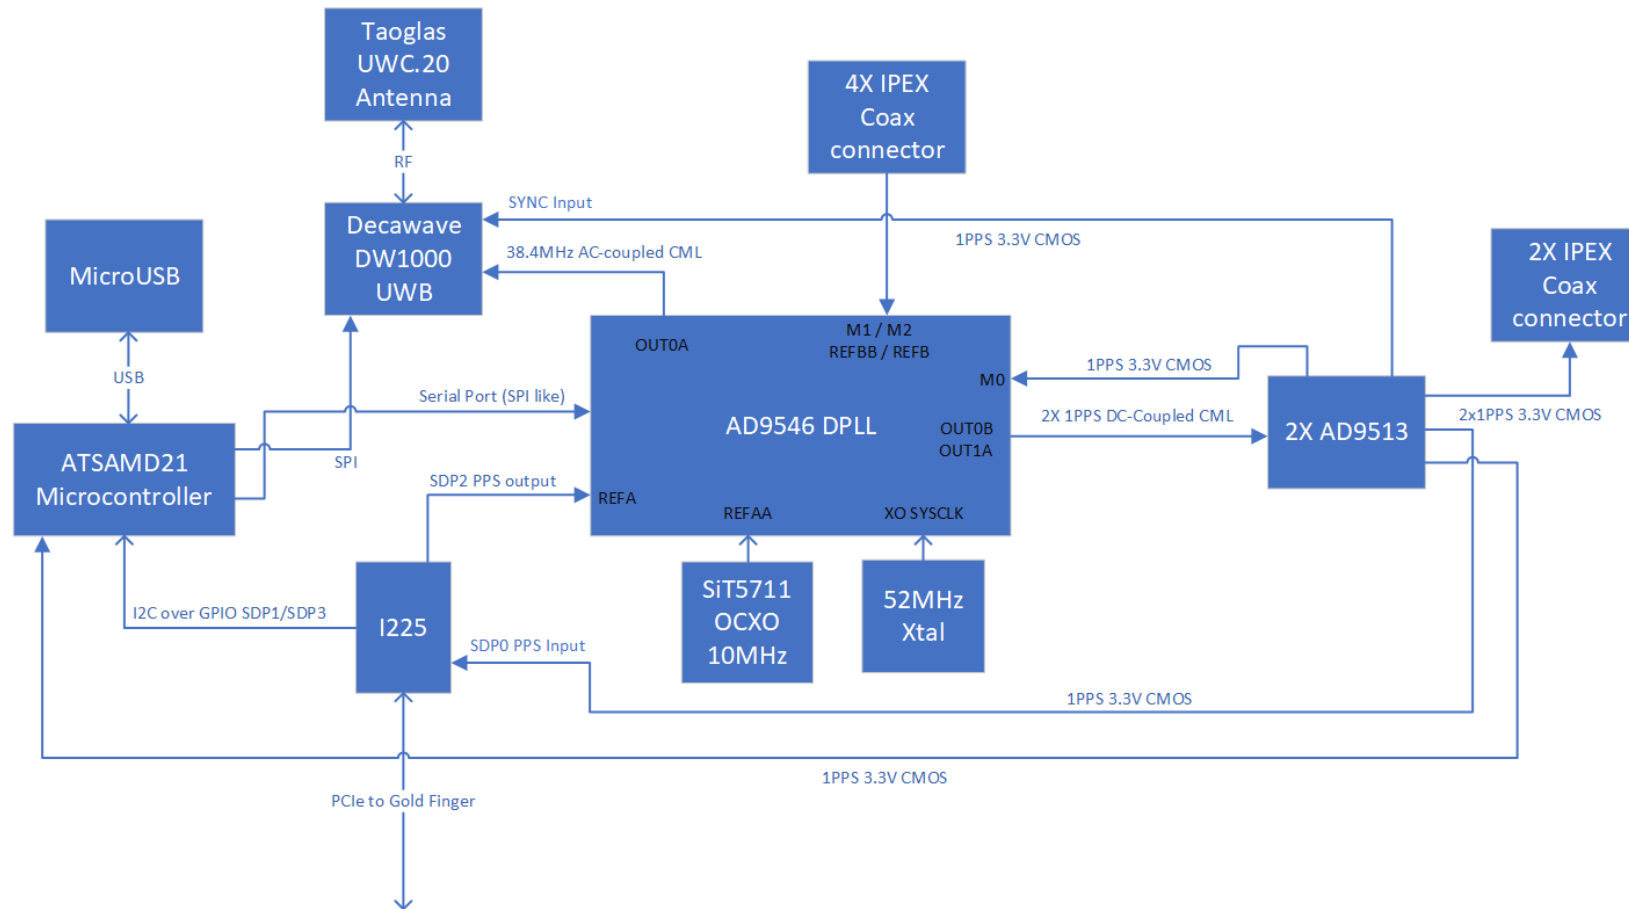 Taoglas
UWC.20
Antenna
4X IPEX
Coax
connector
RF
SYNC Input
1PPS 3.3V CMOS
Decawave
DW1000
UWB
38.4MHz AC-coupled CML
MicroUSB
2X IPEX
Coax
connector
USB
OUT0A
M1 / M2
REFBB / REFB
M0
1PPS 3.3V CMOS
Serial Port (SPI like)
AD9546 DPLL
OUT0B
OUT1A
2X 1PPS DC-Coupled CML
2X AD9513
2x1PPS 3.3V CMOS
ATSAMD21
Microcontroller
SPI
SDP2 PPS output
REFA
REFAA
XO SYSCLK
I2C over GPIO SDP1/SDP3
I225
SDP0 PPS Input
SiT5711
OCXO
10MHz
52MHz
Xtal
1PPS 3.3V CMOS
1PPS 3.3V CMOS
PCIe to Gold Finger